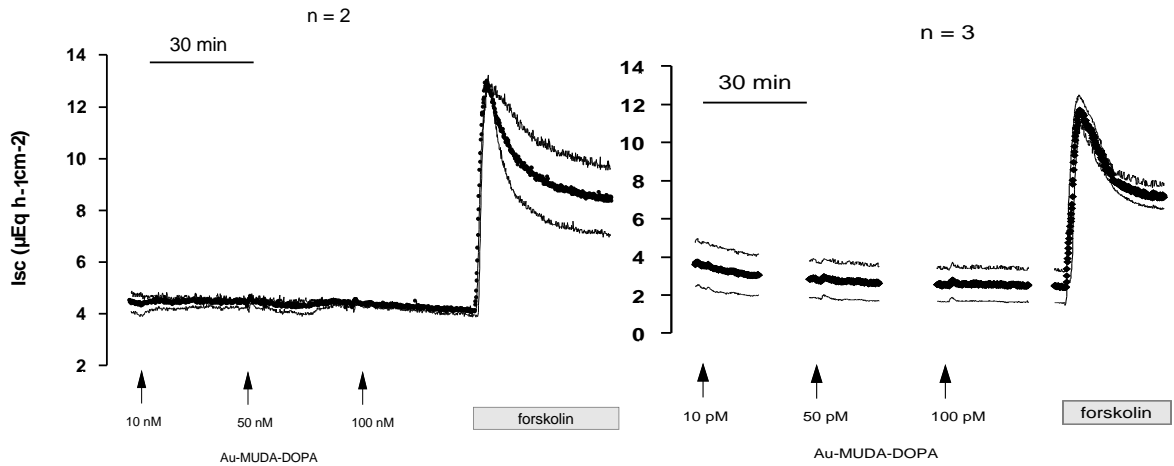 n = 2
30 min
14
12
10
8
6
4
2
Isc (µEq h-1cm-2)
10 nM
50 nM
100 nM
forskolin
Au-MUDA-DOPA
n = 3
30 min
14
12
10
8
6
4
2
0
10 pM
50 pM
100 pM
forskolin
Au-MUDA-DOPA